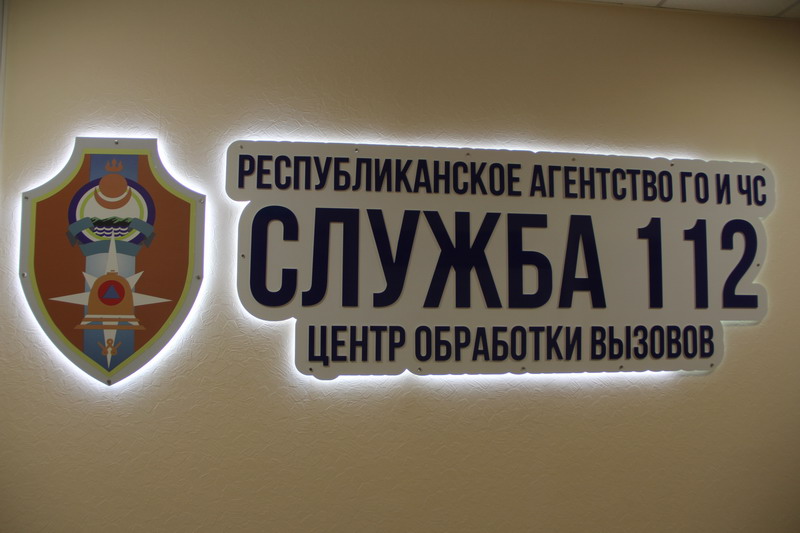 РЕСПУБЛИКАНСКОЕ АГЕНТСТВО ГО И ЧС
СЛУЖБА 112
ЦЕНТР ОБРАБОТКИ ВЫЗОВОВ